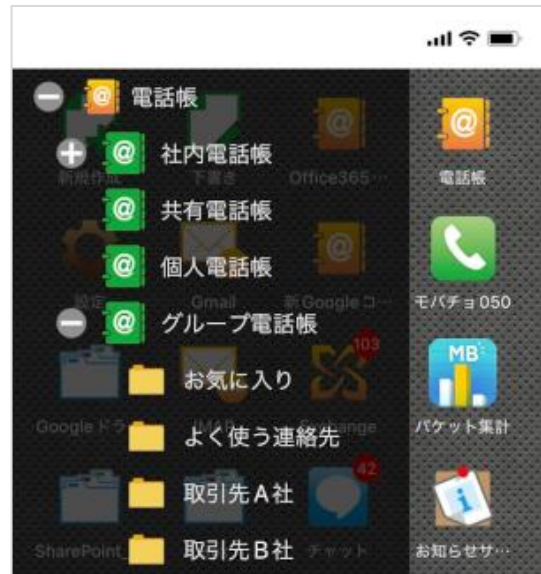 電話帳
社内電話帳
共有電話帳
個人電話帳
グループ電話帳
お気に入り
よく使う連絡先
取引先A社
取引先B社
電話帳
モバチョ050
MB
パケット集計
お知らせサ…
新規作成
下書き
Office365…
設定
Gmail
新Googleコ…
103
Googleドラ
IMAP
change
42
SharePoint_
チャット